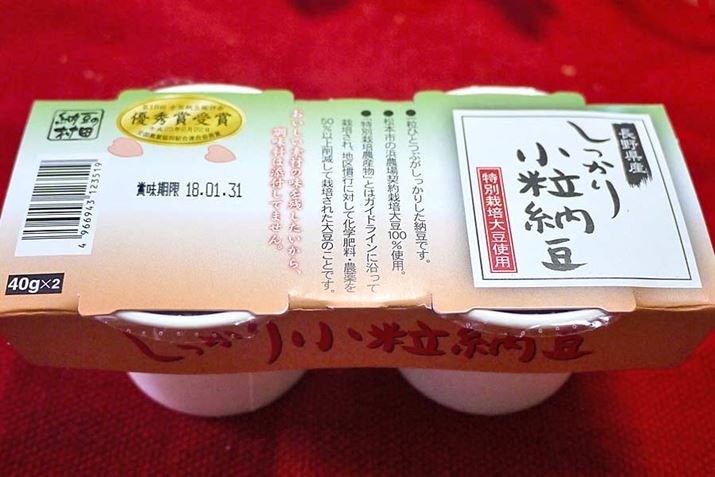 納豆の
村田
優秀賞受賞
4 966943 123519
賞味期限 18.01.31
40g×2
おいしい素材の味を残したいから、
調味料は添付してません。
●一粒ひとつぶがしっかりした納豆です。
●松本市の浜農場契約栽培大豆100%使用。
●「特別栽培農産物」とはガイドラインに沿って
栽培され、地区慣行に対して化学肥料・農薬を
50%以上削減して栽培された大豆のことです。
長野県産
しっかり
小粒納豆
特別栽培大豆使用
しっかり小粒納豆